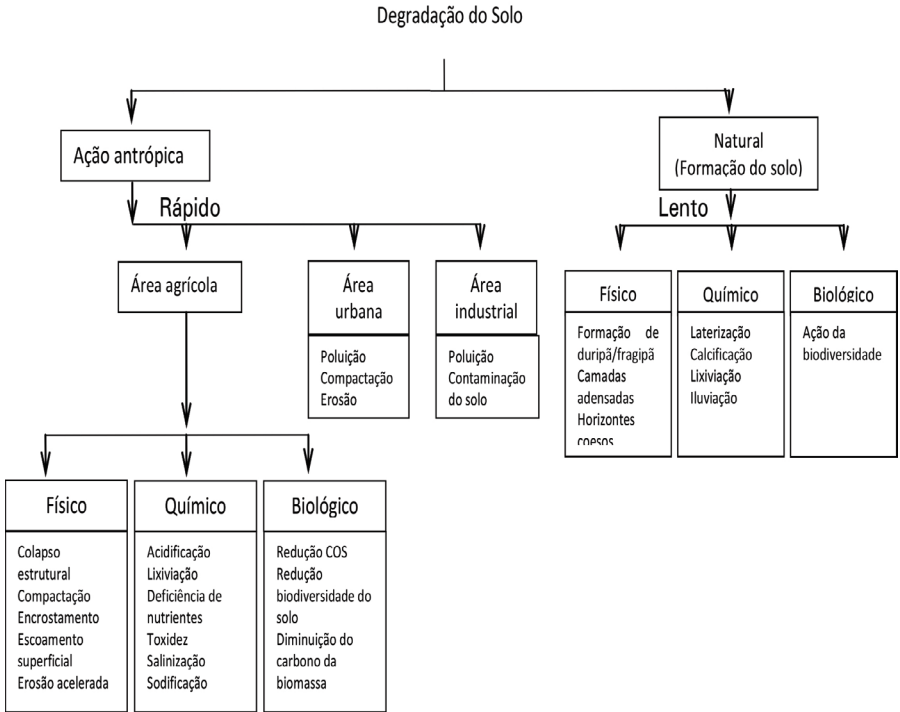 Degradação do Solo
Ação antrópica
Natural
(Formação do solo)
Rápido
Lento
Área agrícola
Área
urbana
Poluição
Compactação
Erosão
Área
industrial
Poluição
Contaminação
do solo
Físico
Formação de
duripã/fragipã
Camadas
adensadas
Horizontes
coesos
Químico
Laterização
Calcificação
Lixiviação
Iluviação
Biológico
Ação da
biodiversidade
Físico
Colapso
estrutural
Compactação
Encrostamento
Escoamento
superficial
Erosão acelerada
Químico
Acidificação
Lixiviação
Deficiência de
nutrientes
Toxidez
Salinização
Sodificação
Biológico
Redução COS
Redução
biodiversidade do
solo
Diminuição do
carbono da
biomassa